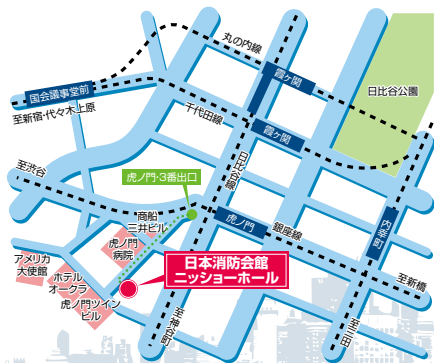 丸の内線
霞ヶ関
日比谷公園
国会議事堂前
至新宿・代々木上原
千代田線
霞ヶ関
日比谷線
至渋谷
虎ノ門・3番出口
商船
三井ビル
虎ノ門
銀座線
内幸町
虎ノ門
病院
アメリカ
大使館
日本消防会館
ニッショーホール
ホテル
オークラ
虎ノ門ツイン
ビル
至新橋
至神谷町
至三田